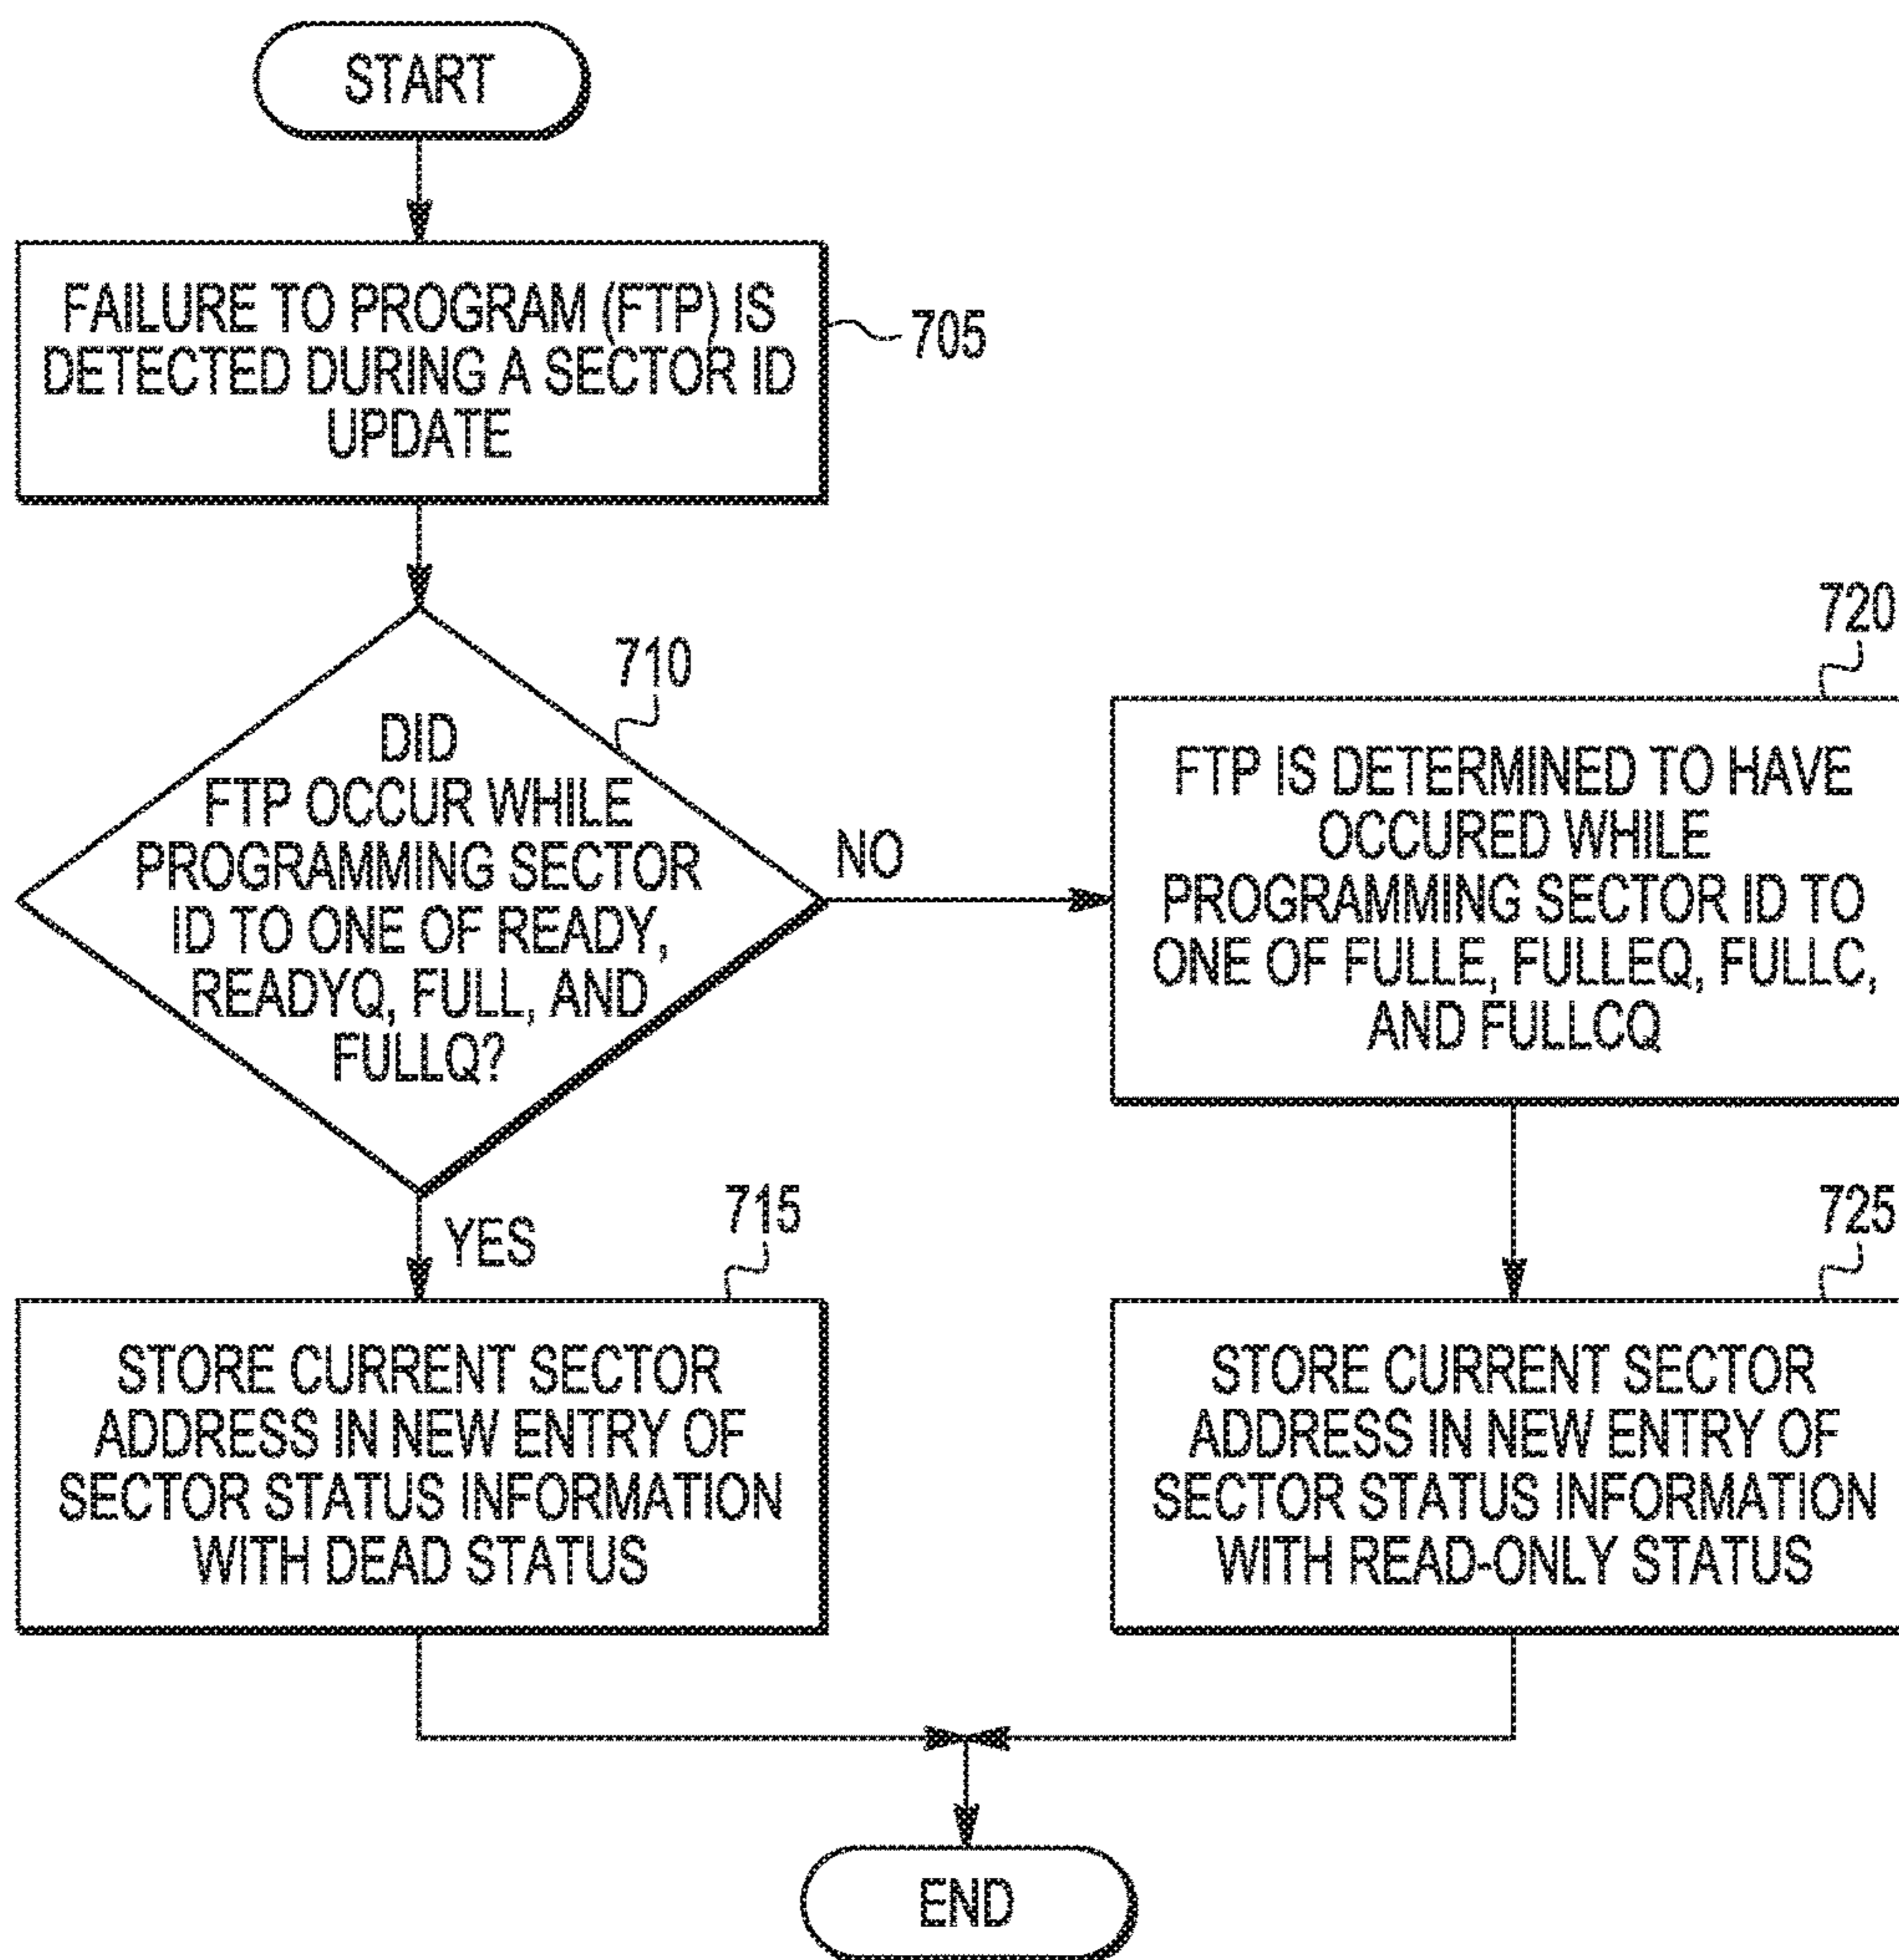 START
FAILURE TO PROGRAM (FTP) IS
DETECTED DURING A SECTOR ID
UPDATE
705
710
DID
FTP OCCUR WHILE
PROGRAMMING SECTOR
ID TO ONE OF READY,
READYQ, FULL, AND
FULLQ?
NO
YES
720
FTP IS DETERMINED TO HAVE
OCCURED WHILE
PROGRAMMING SECTOR ID TO
ONE OF FULLE, FULLEQ, FULLC,
AND FULLCQ
715
STORE CURRENT SECTOR
ADDRESS IN NEW ENTRY OF
SECTOR STATUS INFORMATION
WITH DEAD STATUS
725
STORE CURRENT SECTOR
ADDRESS IN NEW ENTRY OF
SECTOR STATUS INFORMATION
WITH READ-ONLY STATUS
END